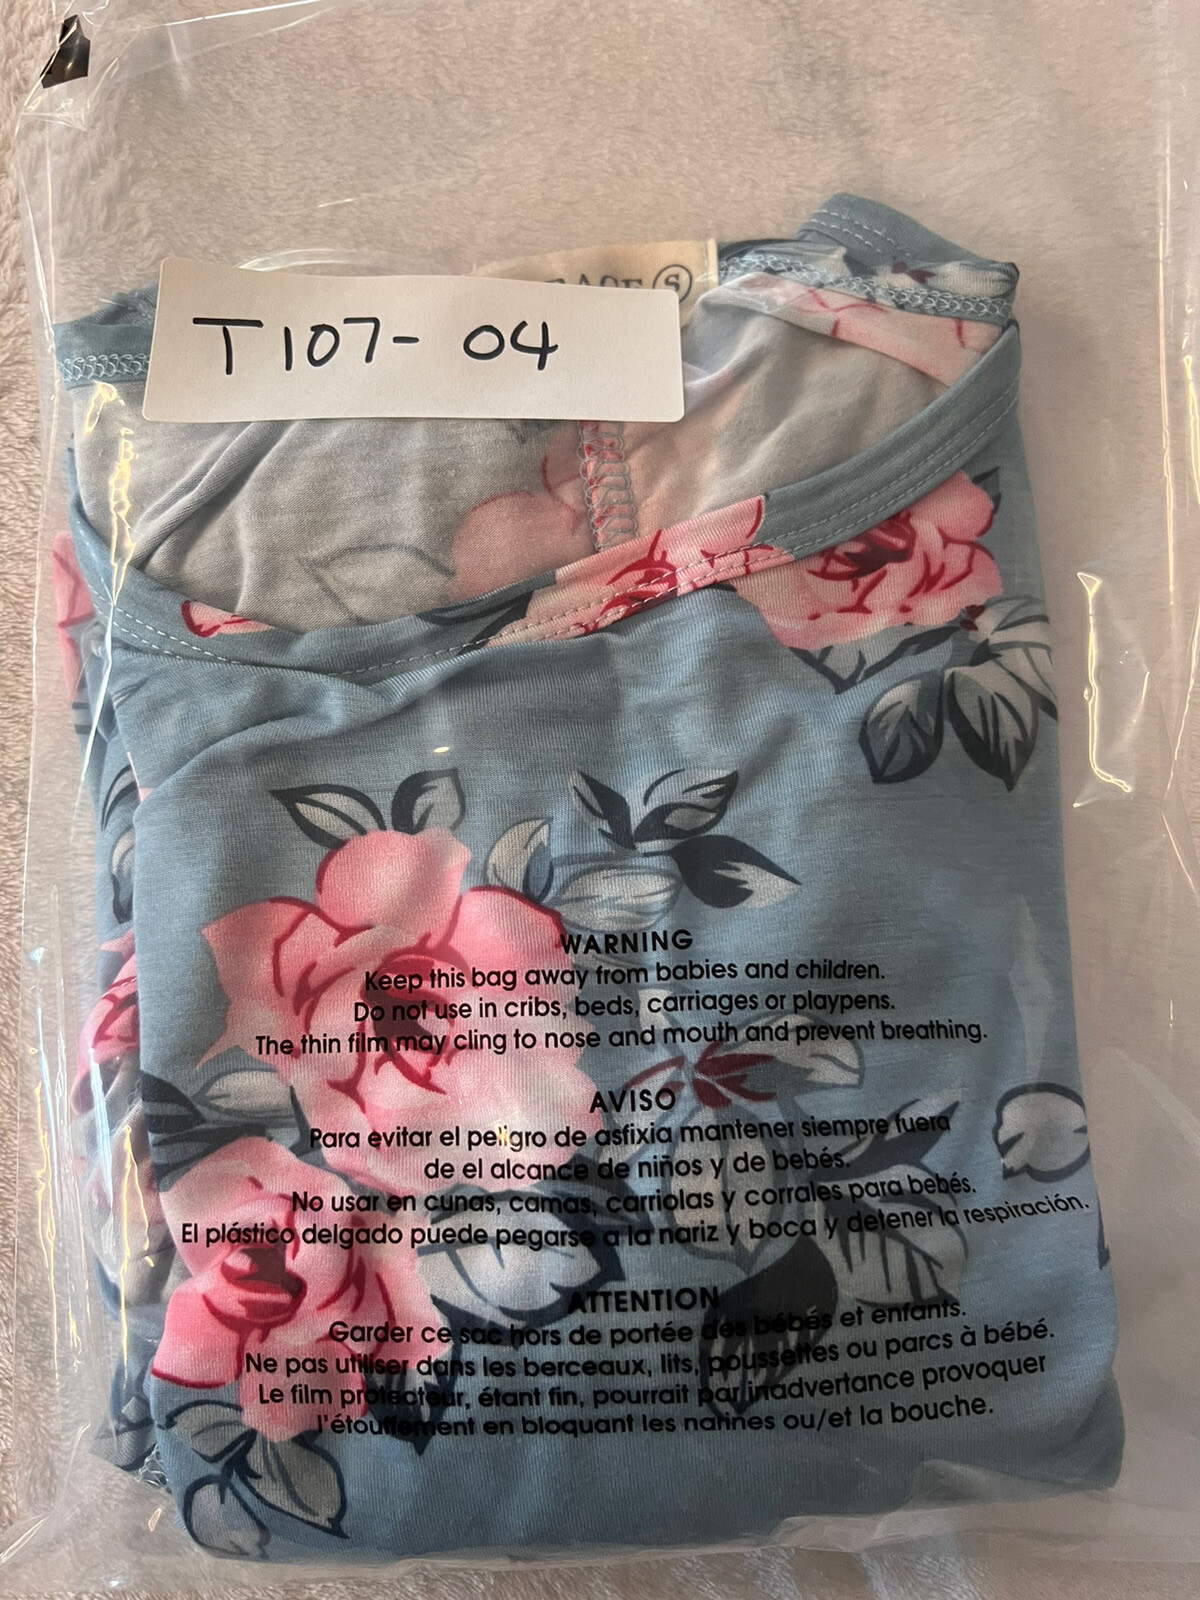 S
T107- 04
WARNING
Keep this bag away from babies and children.
Do not use in cribs, beds, carriages or playpens.
The thin film may cling to nose and mouth and prevent breathing.
AVISO
Para evitar el peligro de asfixia mantener siempre fuera
de el alcance de niños y de bebés.
No usar en cunas, camas, carriolas y corrales para bebés.
El plástico delgado puede pegarse a la nariz y boca y detener la respiración.
ATTENTION
Garder ce sac hors de portée des bébés et enfants.
Ne pas utiliser dans les berceaux, lits, poussettes ou parcs à bébé.
Le film protecteur, étant fin, pourrait par inadvertance provoquer
l'étouffement en bloquant les narines ou/et la bouche.